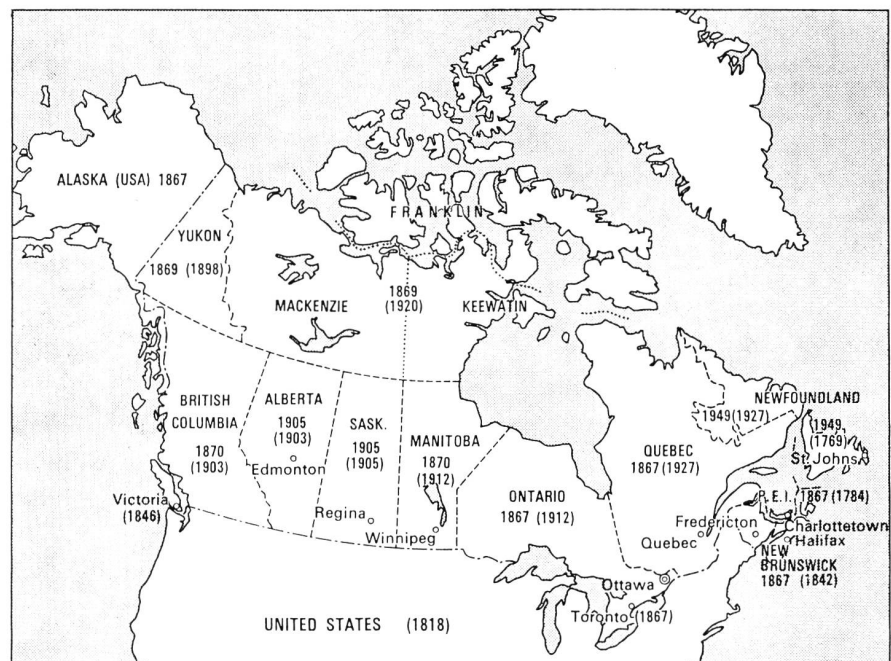 ALASKA (USA) 1867
FRANKLIN
YUKON
1869 (1898)
MACKENZIE
1869
(1920)
KEEWATIN
BRITISH
COLUMBIA
1870
(1903)
ALBERTA
1905
(1903)
Edmonton
SASK.
1905
(1905)
MANITOBA
1870
(1912)
NEWFOUNDLAND
1949(1927)
1949,
(1769)
St. Johns
QUEBEC
1867(1927)
ONTARIO
1867 (1912)
P.E.I. 1867(1784)
Victoria
(1846)
Regina
Winnipeg
Fredericton
Quebec
Charlottetown
Halifax
NEW
BRUNSWICK
1867 (1842)
Ottawa
Toronto (1867)
UNITED STATES (1818)